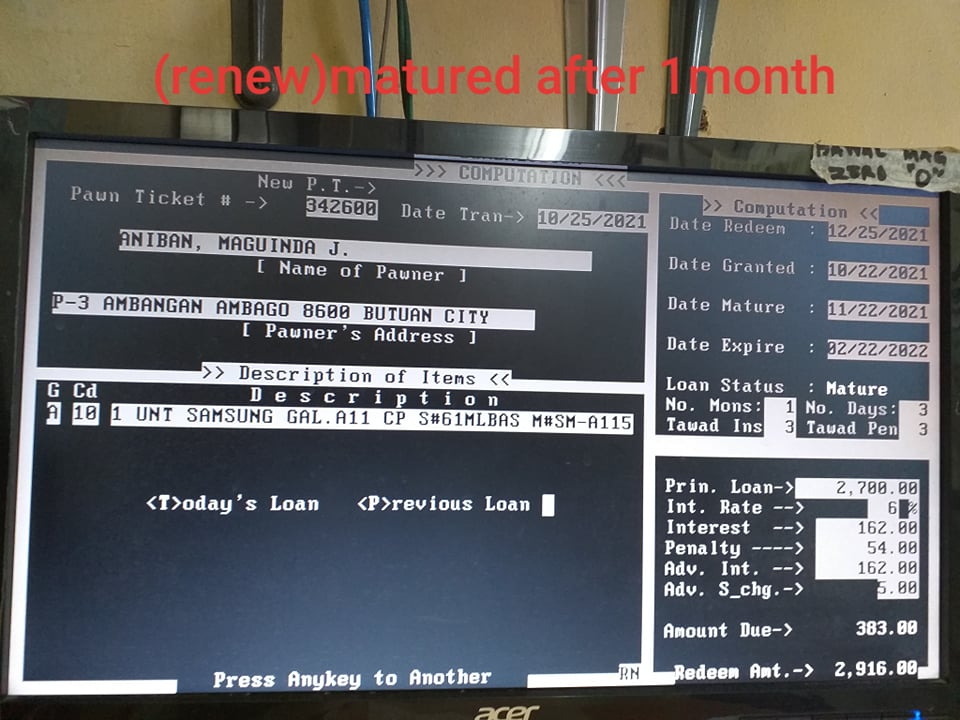 (renew)matured after 1month
HAWAK MAG
ZERO "0"
>>> COMPUTATION <<<
New P.T.->
Pawn Ticket # -> 342600 Date Tran-> 10/25/2021
ANIBAN, MAGUINDA J.
[ Name of Pawner ]
P-3 AMBANGAN AMBAGO 8600 BUTUAN CITY
[ Pawner's Address ]
>> Description of Items <<
G Cd D e s c r i p t i o n
A 10 1 UNT SAMSUNG GAL.A11 CP S#61MLBAS M#SM-A115
<T>oday's Loan <P>revious Loan
Press Anykey to Another
RN
>> Computation <<
Date Redeem : 12/25/2021
Date Granted : 10/22/2021
Date Mature : 11/22/2021
Date Expire : 02/22/2022
Loan Status : Mature
No. Mons: 1 No. Days: 3
Tawad Ins 3 Tawad Pen 3
Prin. Loan-> 2,700.00
Int. Rate --> 6 %
Interest --> 162.00
Penalty ----> 54.00
Adv. Int. --> 162.00
Adv. S_chg.-> 5.00
Amount Due-> 383.00
Redeem Amt.-> 2,916.00
acer